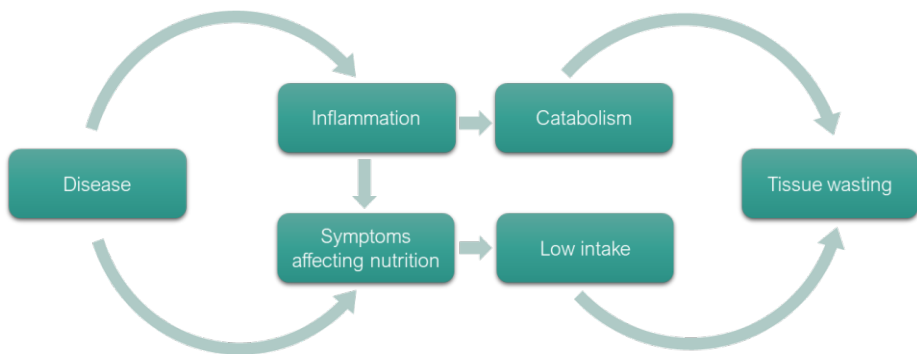 Inflammation
Catabolism
Disease
Tissue wasting
Symptoms
affecting nutrition
Low intake